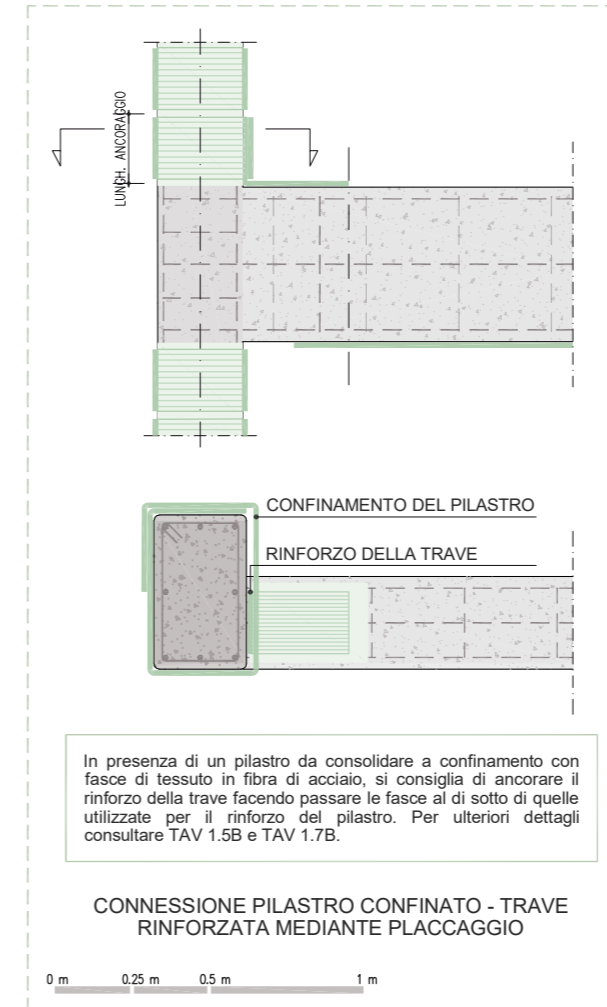 LUNGH. ANCORAGGIO
CONFINAMENTO DEL PILASTRO
RINFORZO DELLA TRAVE
In presenza di un pilastro da consolidare a confinamento con
fasce di tessuto in fibra di acciaio, si consiglia di ancorare il
rinforzo della trave facendo passare le fasce al di sotto di quelle
utilizzate per il rinforzo del pilastro. Per ulteriori dettagli
consultare TAV 1.5B e TAV 1.7B.
CONNESSIONE PILASTRO CONFINATO - TRAVE
RINFORZATA MEDIANTE PLACCAGGIO
0 m 0.25 m 0.5 m 1 m